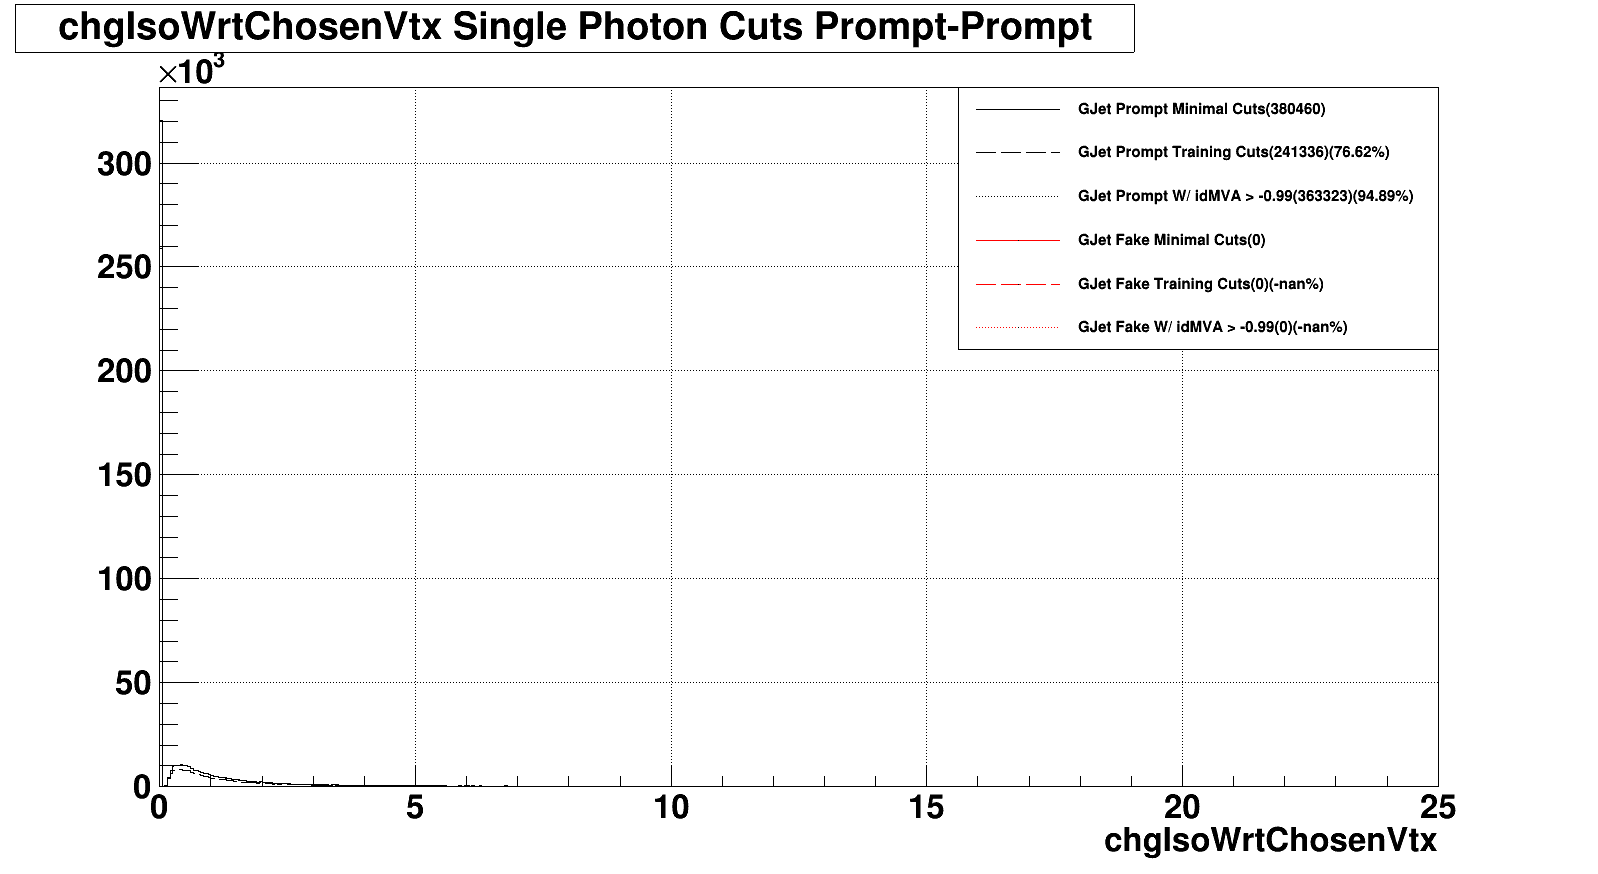 chgIsoWrtChosenVtx Single Photon Cuts Prompt-Prompt
×10³
300
250
200
150
100
50
0
0 5 10 15 20 25
chgIsoWrtChosenVtx
GJet Prompt Minimal Cuts(380460)
GJet Prompt Training Cuts(241336)(76.62%)
GJet Prompt W/ idMVA > -0.99(363323)(94.89%)
GJet Fake Minimal Cuts(0)
GJet Fake Training Cuts(0)(-nan%)
GJet Fake W/ idMVA > -0.99(0)(-nan%)